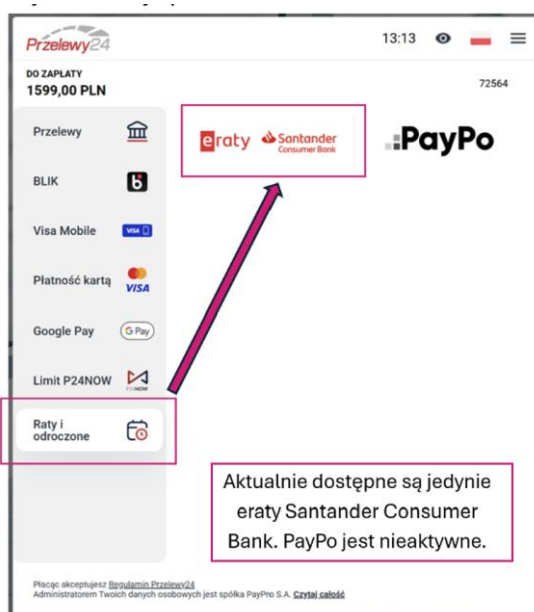 Przelewy24
13:13
DO ZAPŁATY
1599,00 PLN
72564
Przelewy
BLIK
Visa Mobile
VISA
Płatność kartą
VISA
Google Pay
G Pay
Limit P24NOW
Raty i
odroczone
eraty Santander
Consumer Bank
PayPo
Aktualnie dostępne są jedynie
eraty Santander Consumer
Bank. PayPo jest nieaktywne.
Płacąc akceptujesz Regulamin Przelewy24
Administratorem Twoich danych osobowych jest spółka PayPro S.A. Czytaj całość